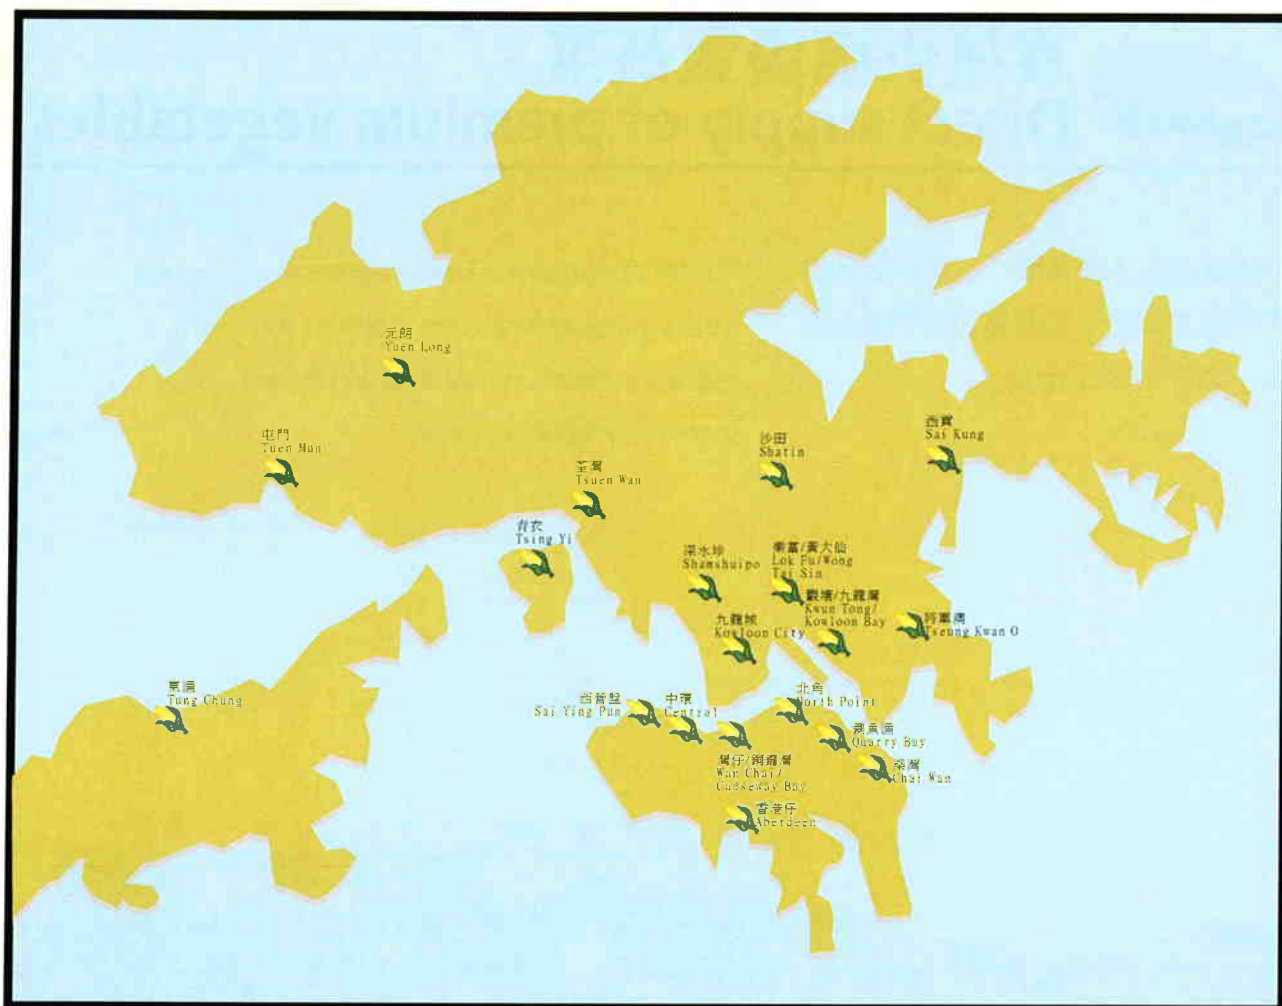 Direct supply of premium vegetables
元朗
Yuen Long
屯門
Tuen Mun
荃灣
Tsuen Wan
沙田
Shatin
西貢
Sai Kung
青衣
Tsing Yi
深水埗
Shamshuipo
樂富/黃大仙
Lok Fu/Wong
Tai Sin
觀塘/九龍灣
Kwun Tong/
Kowloon Bay
九龍城
Kowloon City
將軍澳
Tseung Kwan O
東涌
Tung Chung
西營盤
Sai Ying Pun
中環
Central
北角
North Point
鰂魚涌
Quarry Bay
灣仔/銅鑼灣
Wan Chai/
Causeway Bay
柴灣
Chai Wan
香港仔
Aberdeen